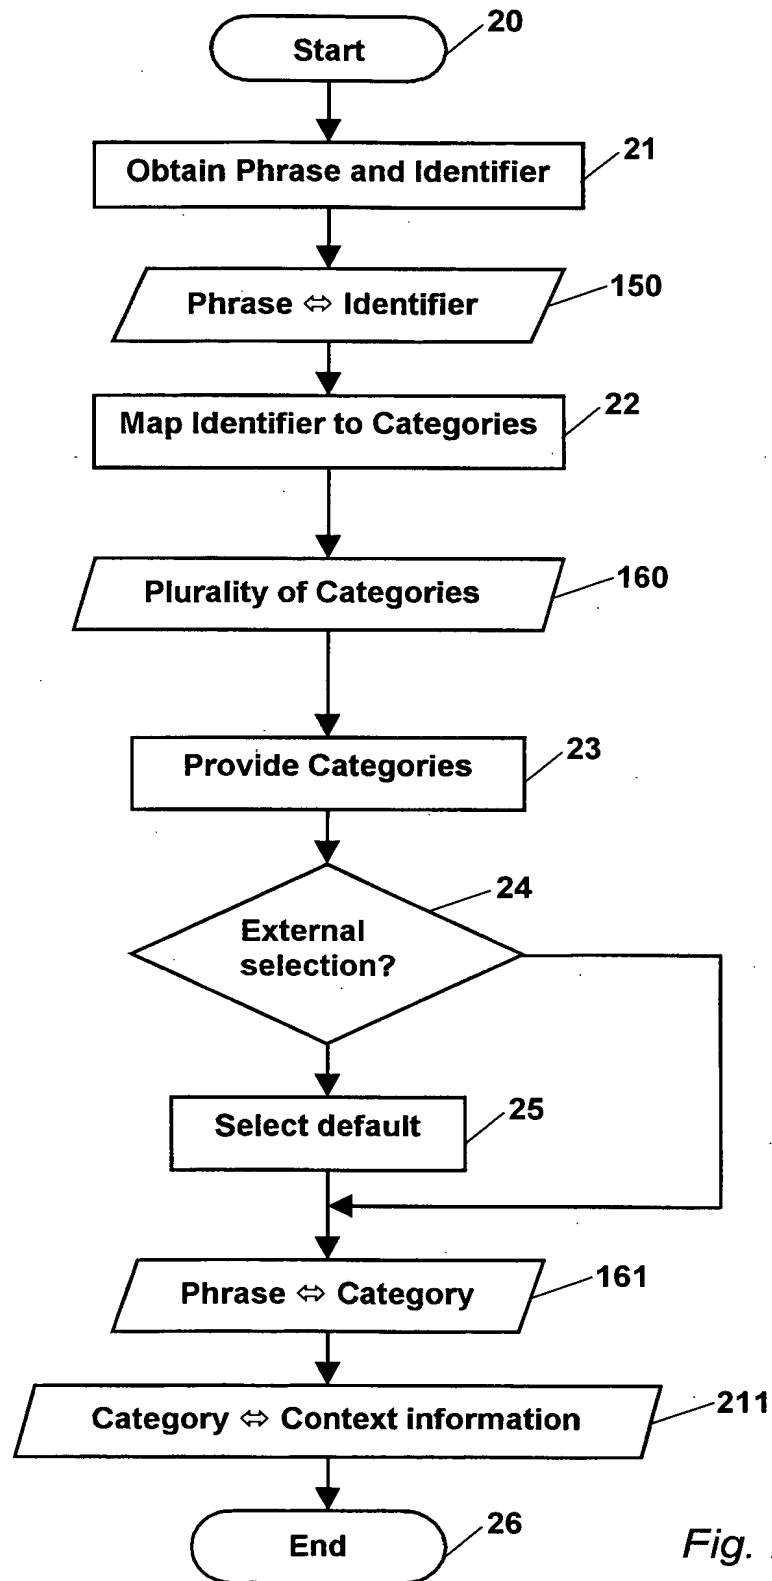 Start
20
Obtain Phrase and Identifier
21
Phrase ⇔ Identifier
150
Map Identifier to Categories
22
Plurality of Categories
160
Provide Categories
23
External
selection?
24
Select default
25
Phrase ⇔ Category
161
Category ⇔ Context information
211
End
26
Fig.